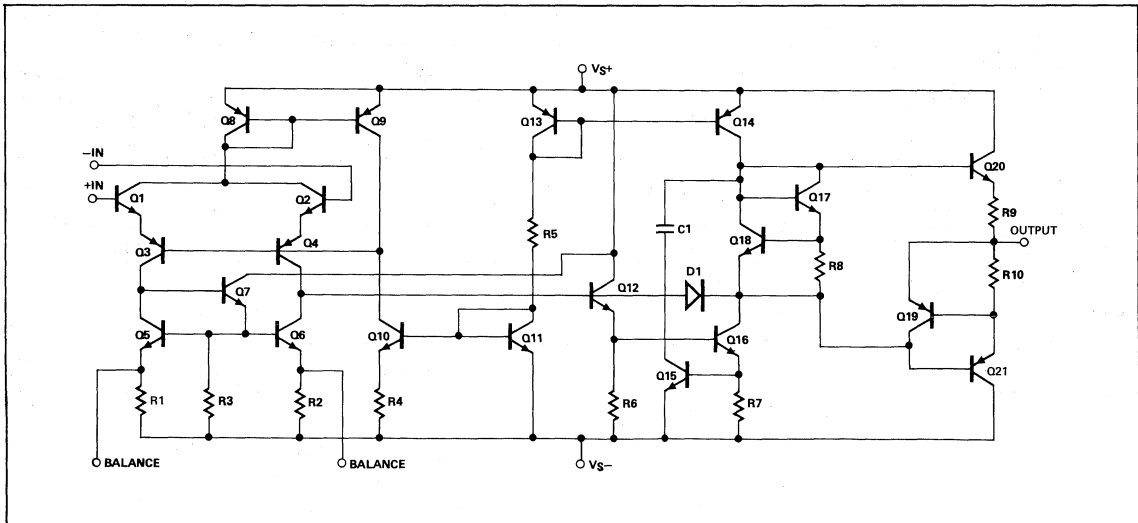 VS+
Q8
Q9
Q13
Q14
−IN
+IN
Q1
Q2
Q20
Q17
R9
Q3
Q4
R5
C1
Q18
OUTPUT
R8
R10
Q7
Q12
D1
Q19
Q5
Q6
Q10
Q11
Q16
Q15
Q21
R1
R3
R2
R4
R6
R7
BALANCE
BALANCE
VS−